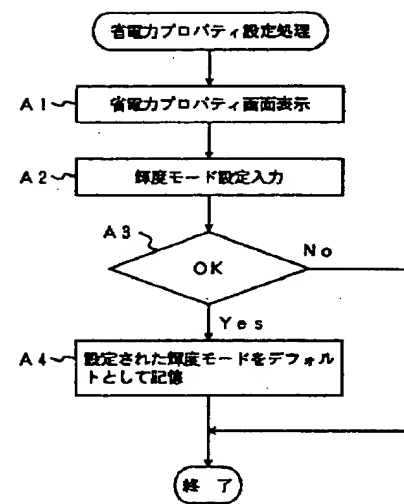 省電力プロパティ設定処理
A1
省電力プロパティ画面表示
A2
輝度モード設定入力
A3
OK
No
Yes
A4
設定された輝度モードをデフォル
トとして記憶
終 了